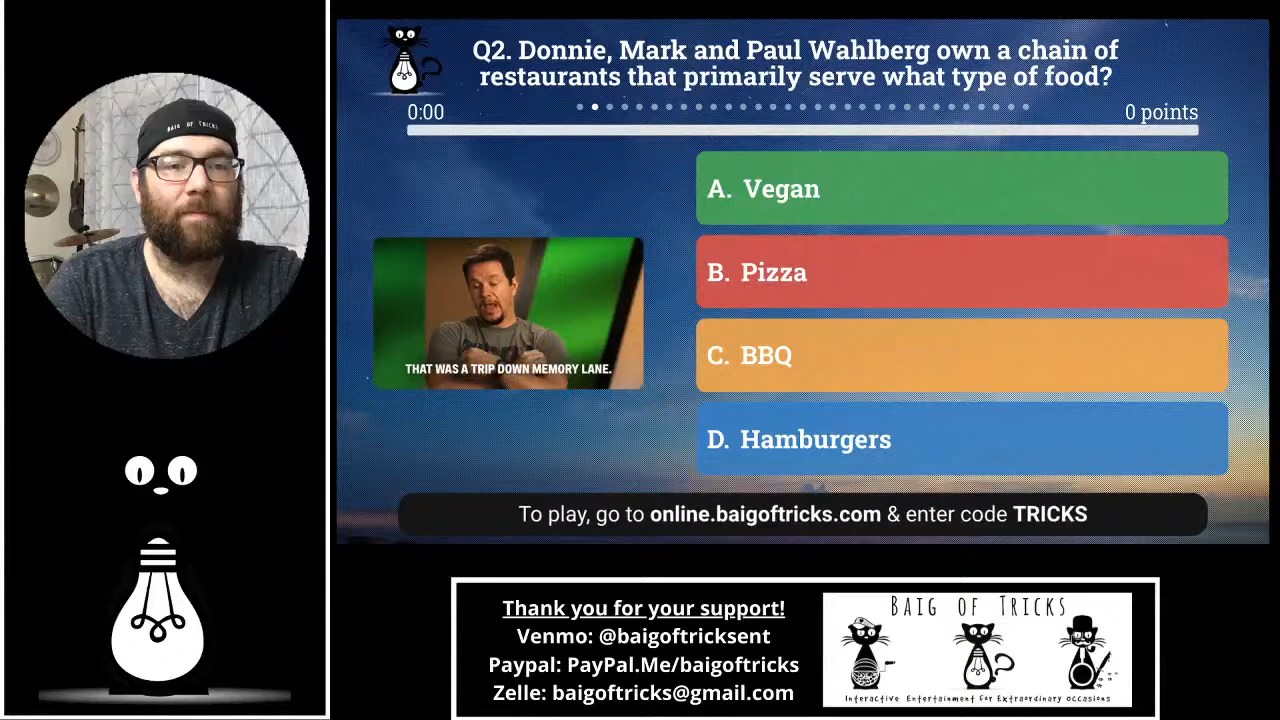 BAIG OF TRICKS
Q2. Donnie, Mark and Paul Wahlberg own a chain of
restaurants that primarily serve what type of food?
0:00
0 points
A. Vegan
B. Pizza
C. BBQ
D. Hamburgers
THAT WAS A TRIP DOWN MEMORY LANE.
To play, go to online.baigoftricks.com & enter code TRICKS
Thank you for your support!
Venmo: @baigoftricksent
Paypal: PayPal.Me/baigoftricks
Zelle: baigoftricks@gmail.com
BAIG OF TRICKS
Interactive Entertainment for Extraordinary occasions